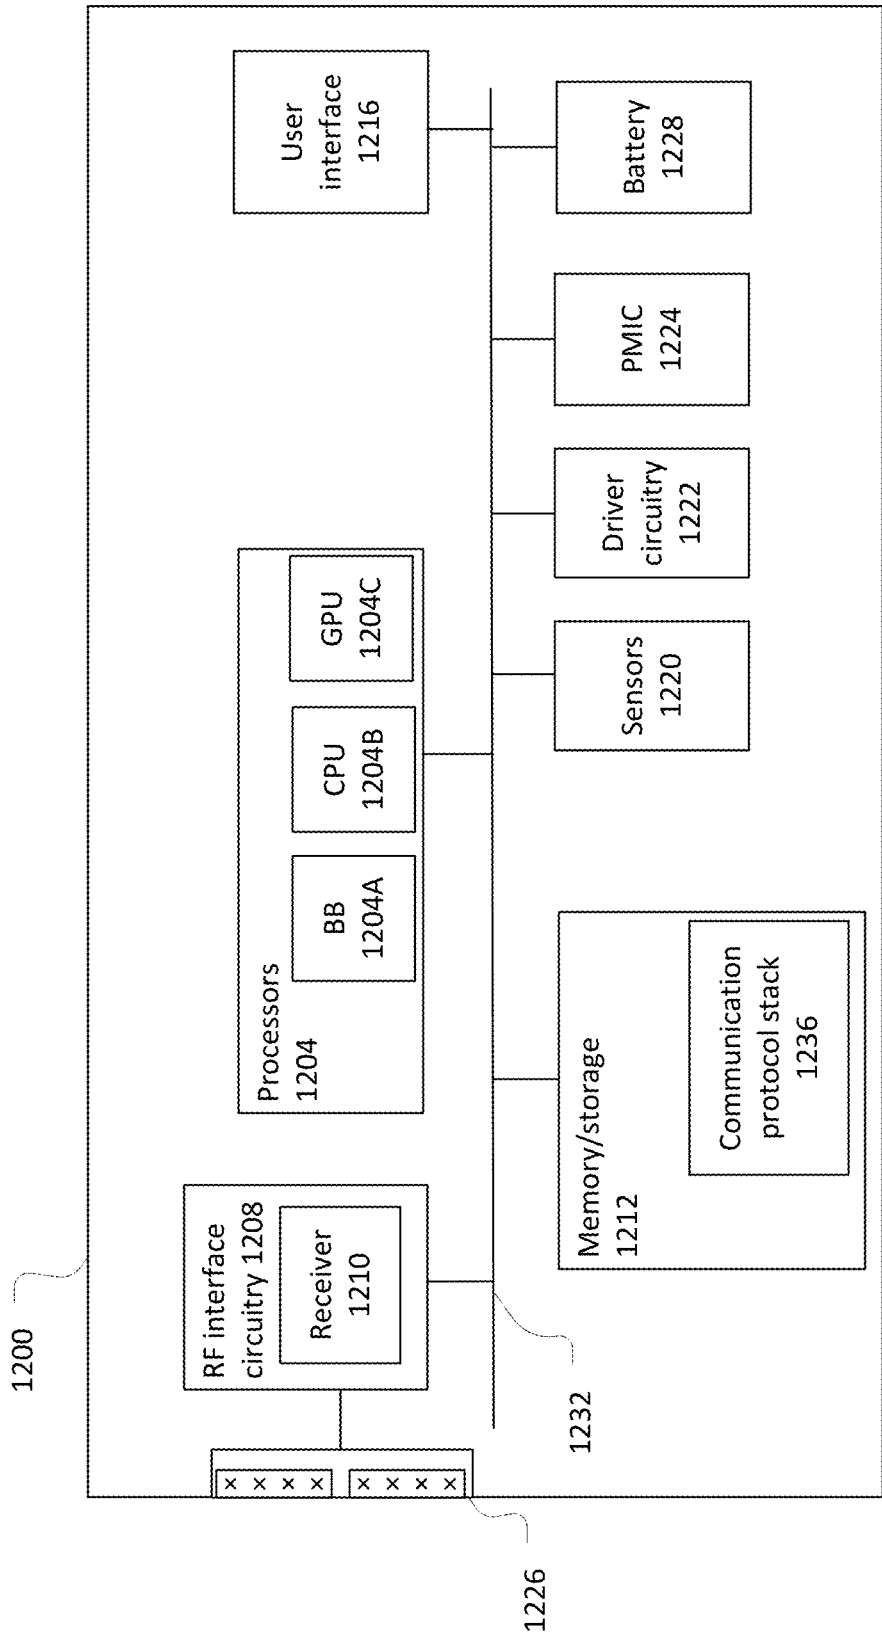 1200
RF interface
circuitry 1208
Receiver
1210
Processors
1204
BB
1204A
CPU
1204B
GPU
1204C
User
interface
1216
1226
1232
Memory/storage
1212
Communication
protocol stack
1236
Sensors
1220
Driver
circuitry
1222
PMIC
1224
Battery
1228